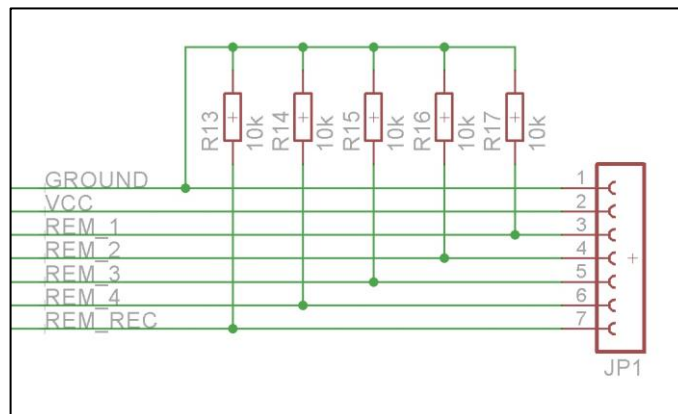 R13
10k
R14
10k
R15
10k
R16
10k
R17
10k
GROUND
VCC
REM_1
REM_2
REM_3
REM_4
REM_REC
1
2
3
4
5
6
7
JP1